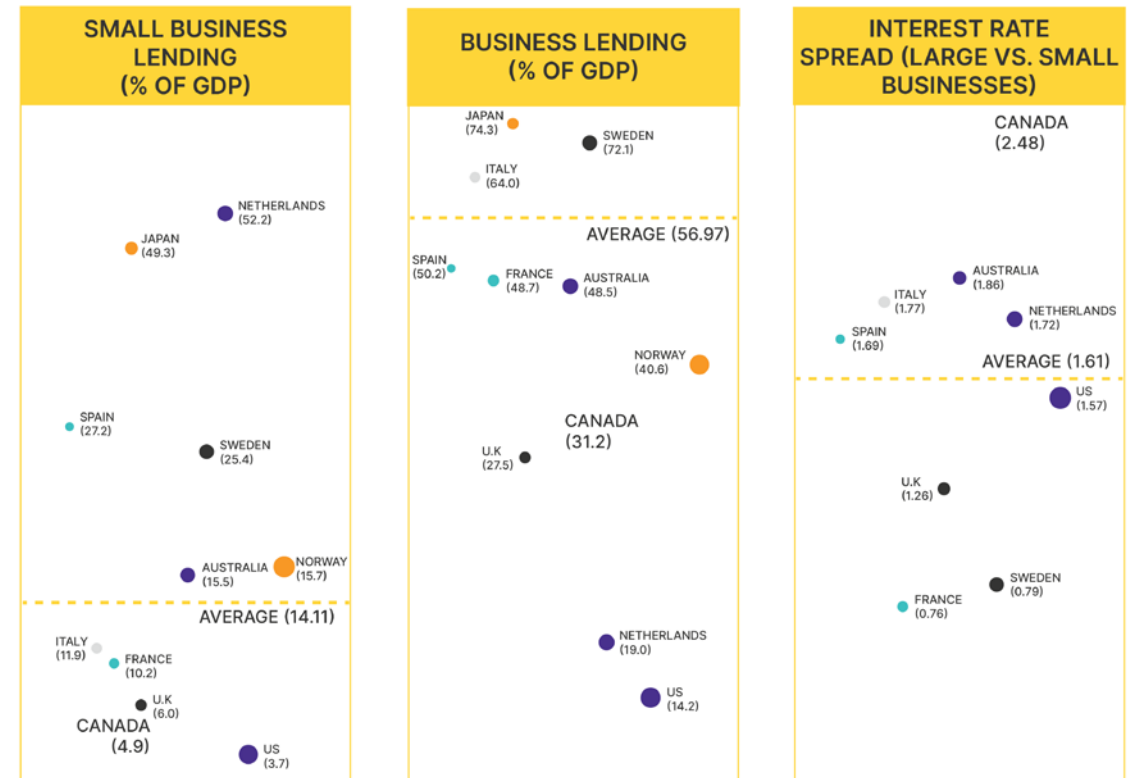 SMALL BUSINESS
LENDING
(% OF GDP)
NETHERLANDS
(52.2)
JAPAN
(49.3)
SPAIN
(27.2)
SWEDEN
(25.4)
AUSTRALIA
(15.5)
NORWAY
(15.7)
AVERAGE (14.11)
ITALY
(11.9)
FRANCE
(10.2)
U.K
(6.0)
CANADA
(4.9)
US
(3.7)
BUSINESS LENDING
(% OF GDP)
JAPAN
(74.3)
SWEDEN
(72.1)
ITALY
(64.0)
AVERAGE (56.97)
SPAIN
(50.2)
FRANCE
(48.7)
AUSTRALIA
(48.5)
NORWAY
(40.6)
CANADA
(31.2)
U.K
(27.5)
NETHERLANDS
(19.0)
US
(14.2)
INTEREST RATE
SPREAD (LARGE VS. SMALL
BUSINESSES)
CANADA
(2.48)
AUSTRALIA
(1.86)
ITALY
(1.77)
NETHERLANDS
(1.72)
SPAIN
(1.69)
AVERAGE (1.61)
US
(1.57)
U.K
(1.26)
SWEDEN
(0.79)
FRANCE
(0.76)